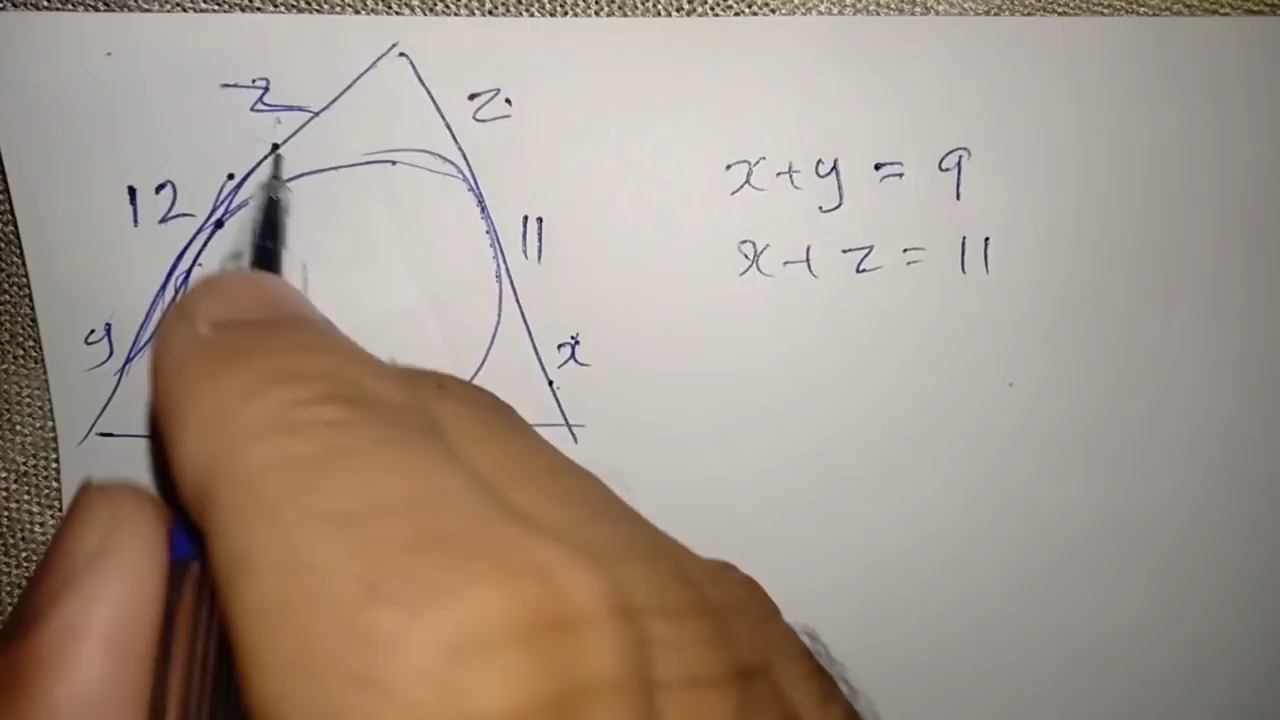 z
z
12
11
y
x
x+y = 9
x+z = 11